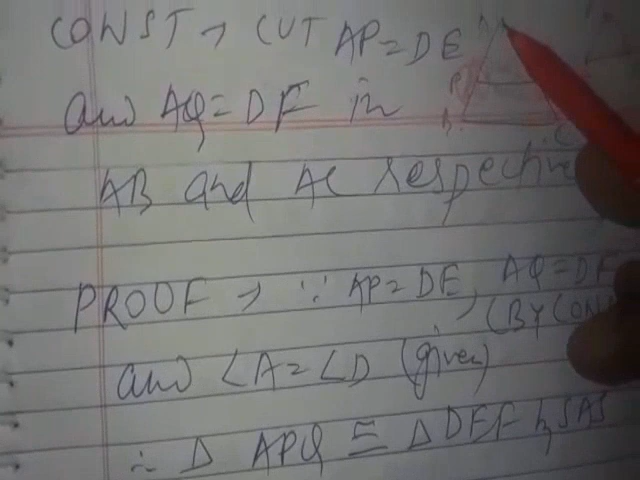 CONST → CUT AP=DE
and AQ=DF in
AB and AC respective
PROOF → ∵ AP=DE, AQ=DF
(BY CON
and ∠A=∠D (given)
∴ Δ APQ ≅ Δ DEF by SAS